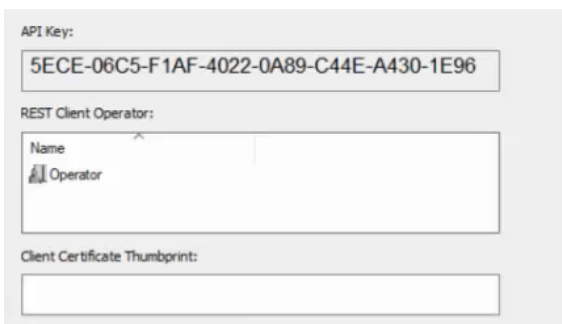 API Key:
5ECE-06C5-F1AF-4022-0A89-C44E-A430-1E96
REST Client Operator:
Name
Operator
Client Certificate Thumbprint: